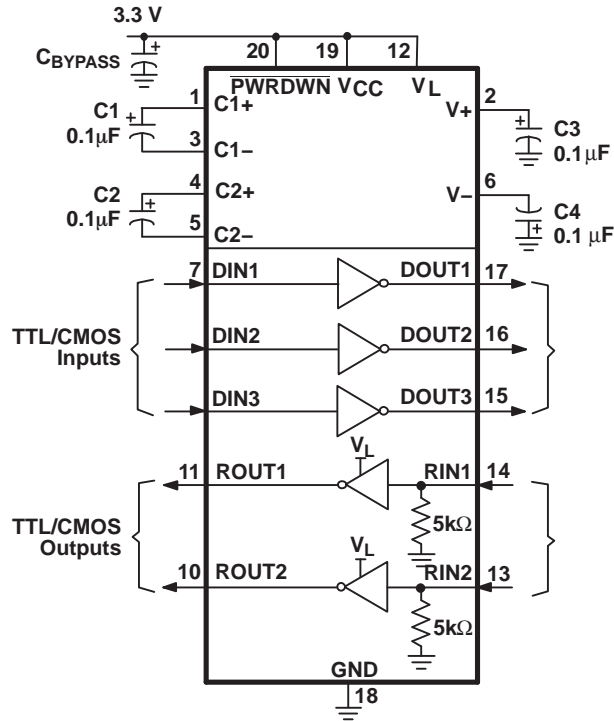 3.3 V
CBYPASS
+
20
19
12
PWRDWN
VCC
VL
C1
0.1μF
+
1
C1+
3
C1−
C2
0.1μF
+
4
C2+
5
C2−
V+
2
+
C3
0.1 μF
V−
6
C4
+
0.1 μF
7
DIN1
DOUT1
17
TTL/CMOS
Inputs
DIN2
DOUT2
16
DIN3
DOUT3
15
VL
11
ROUT1
RIN1
14
5kΩ
TTL/CMOS
Outputs
VL
10
ROUT2
RIN2
13
5kΩ
GND
18